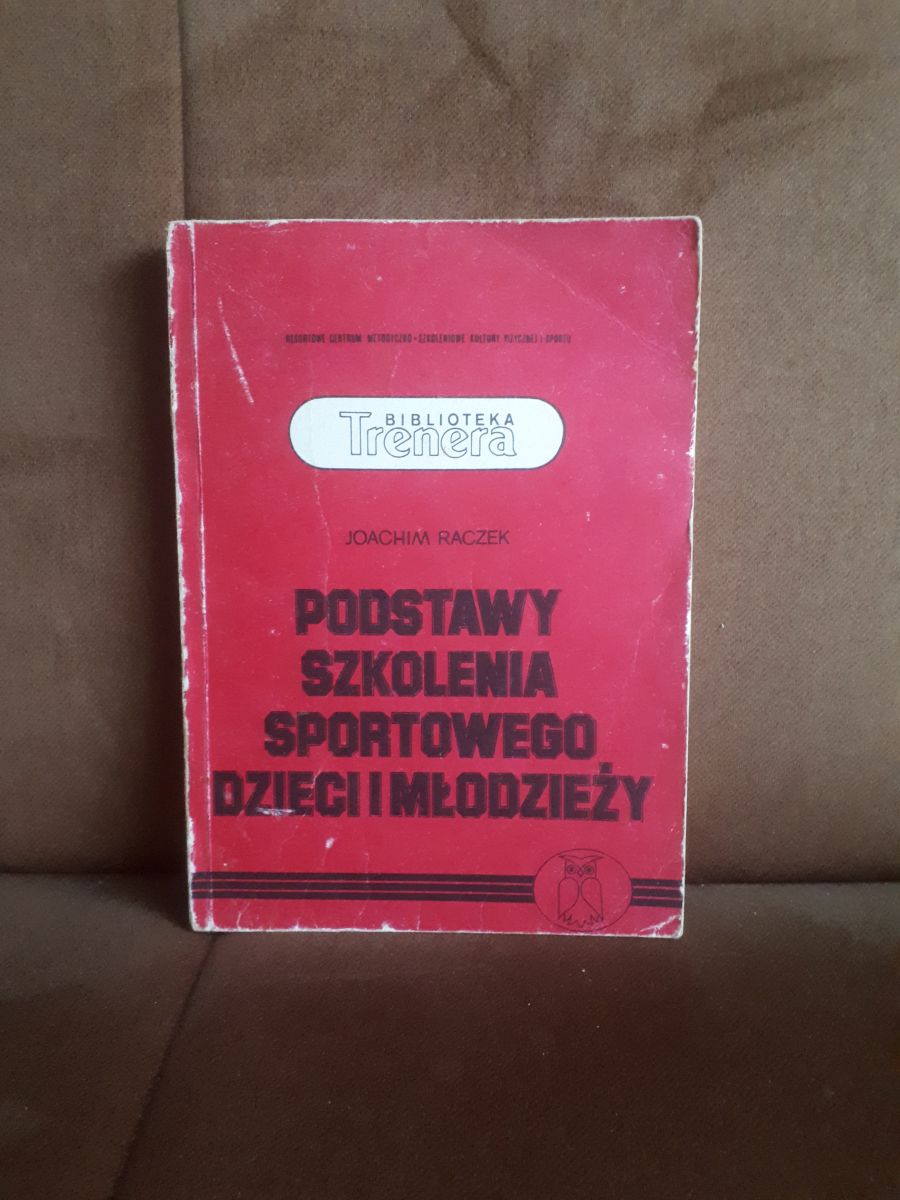 RESORTOWE CENTRUM METODYCZNO-SZKOLENIOWE KULTURY FIZYCZNEJ I SPORTU
BIBLIOTEKA
Trenera
JOACHIM RACZEK
PODSTAWY
SZKOLENIA
SPORTOWEGO
DZIECI I MŁODZIEŻY